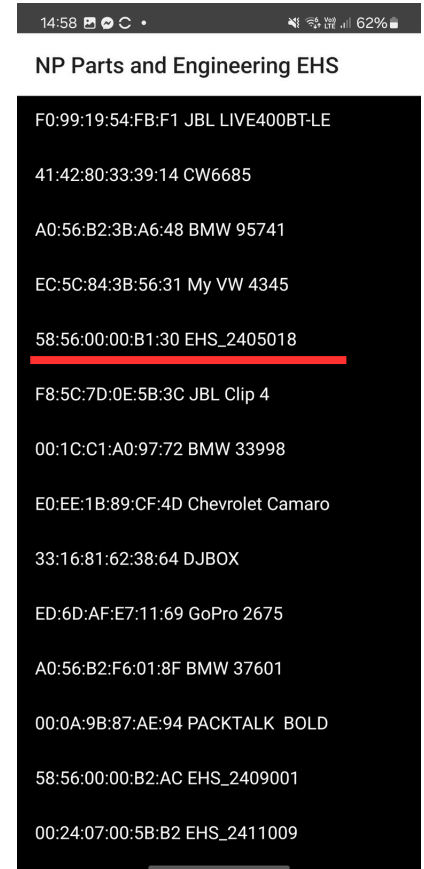 14:58 62%
NP Parts and Engineering EHS
F0:99:19:54:FB:F1 JBL LIVE400BT-LE
41:42:80:33:39:14 CW6685
A0:56:B2:3B:A6:48 BMW 95741
EC:5C:84:3B:56:31 My VW 4345
58:56:00:00:B1:30 EHS_2405018
F8:5C:7D:0E:5B:3C JBL Clip 4
00:1C:C1:A0:97:72 BMW 33998
E0:EE:1B:89:CF:4D Chevrolet Camaro
33:16:81:62:38:64 DJBOX
ED:6D:AF:E7:11:69 GoPro 2675
A0:56:B2:F6:01:8F BMW 37601
00:0A:9B:87:AE:94 PACKTALK  BOLD
58:56:00:00:B2:AC EHS_2409001
00:24:07:00:5B:B2 EHS_2411009